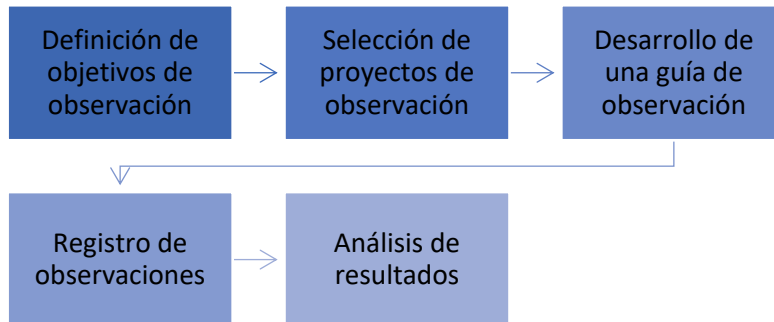 Definición de
objetivos de
observación
Selección de
proyectos de
observación
Desarrollo de
una guía de
observación
Registro de
observaciones
Análisis de
resultados